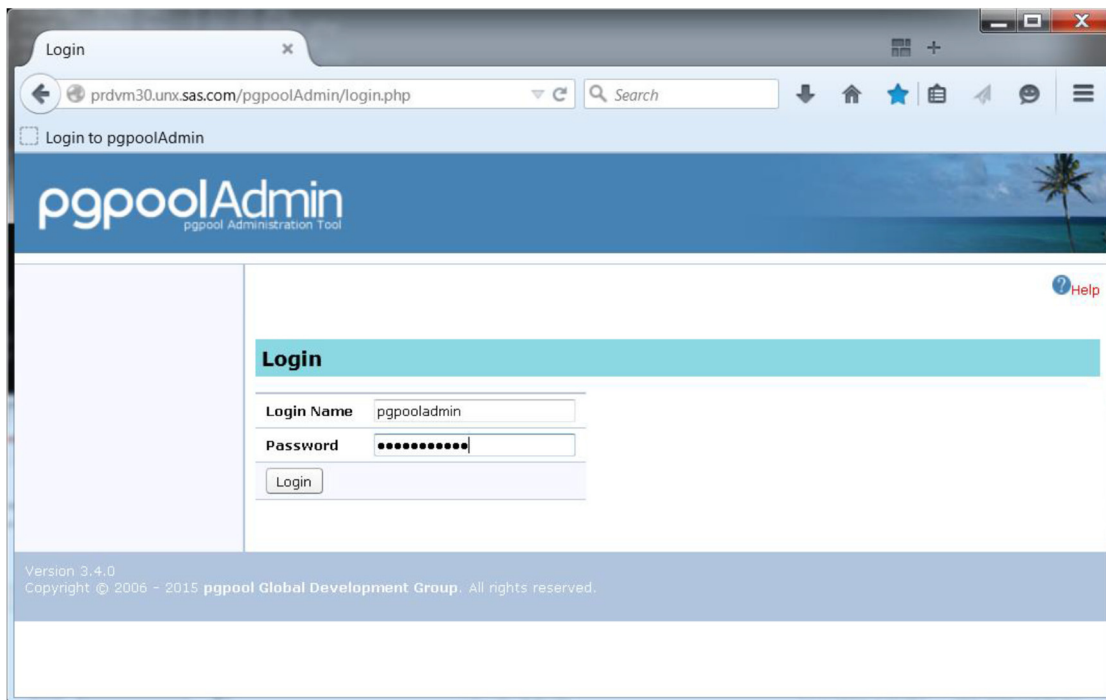 Login
prdvm30.unx.sas.com/pgpoolAdmin/login.php
Search
Login to pgpoolAdmin
pgpoolAdmin
pgpool Administration Tool
Help
Login
Login Name pgpooladmin
Password •••••••••••
Login
Version 3.4.0
Copyright © 2006 - 2015 pgpool Global Development Group. All rights reserved.